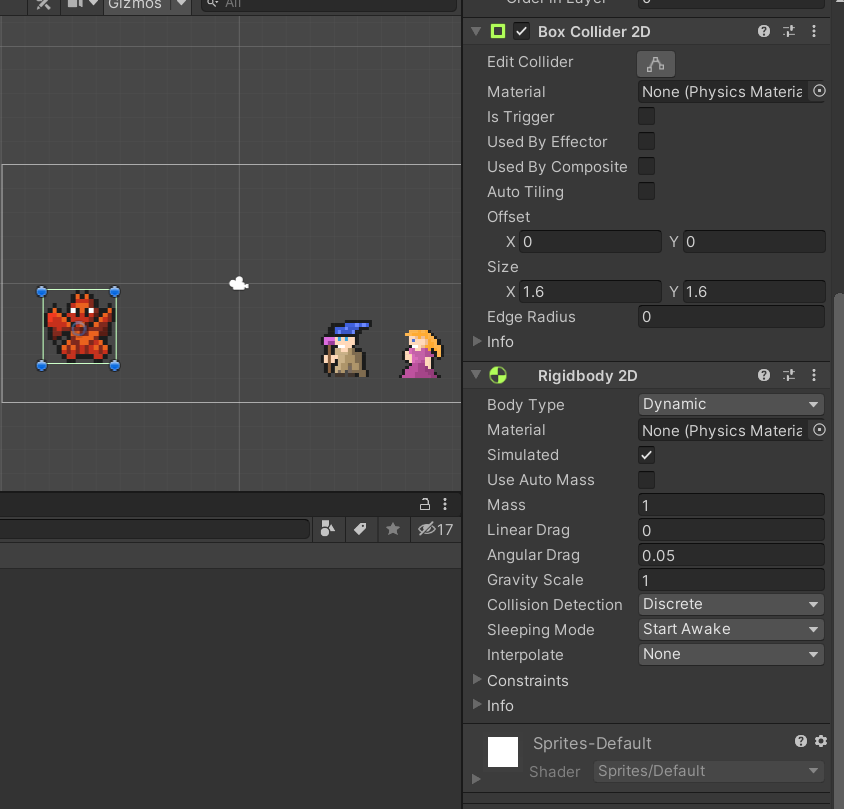 Gizmos
All
Order in Layer
Box Collider 2D
Edit Collider
Material None (Physics Materia
Is Trigger
Used By Effector
Used By Composite
Auto Tiling
Offset
X 0 Y 0
Size
X 1.6 Y 1.6
Edge Radius 0
Info
Rigidbody 2D
Body Type Dynamic
Material None (Physics Materia
Simulated
Use Auto Mass
Mass 1
Linear Drag 0
Angular Drag 0.05
Gravity Scale 1
Collision Detection Discrete
Sleeping Mode Start Awake
Interpolate None
Constraints
Info
17
Sprites-Default
Shader Sprites/Default